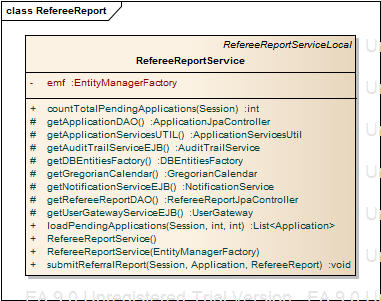 class RefereeReport
RefereeReportServiceLocal
RefereeReportService
- emf :EntityManagerFactory
+ countTotalPendingApplications(Session) :int
# getApplicationDAO() :ApplicationJpaController
# getApplicationServicesUTIL() :ApplicationServicesUtil
# getAuditTrailServiceEJB() :AuditTrailService
# getDBEntitiesFactory() :DBEntitiesFactory
# getGregorianCalendar() :GregorianCalendar
# getNotificationServiceEJB() :NotificationService
# getRefereeReportDAO() :RefereeReportJpaController
# getUserGatewayServiceEJB() :UserGateway
+ loadPendingApplications(Session, int, int) :List<Application>
+ RefereeReportService()
+ RefereeReportService(EntityManagerFactory)
+ submitReferralReport(Session, Application, RefereeReport) :void
EA 9.0 Unregistered Trial Version EA 9.0 U